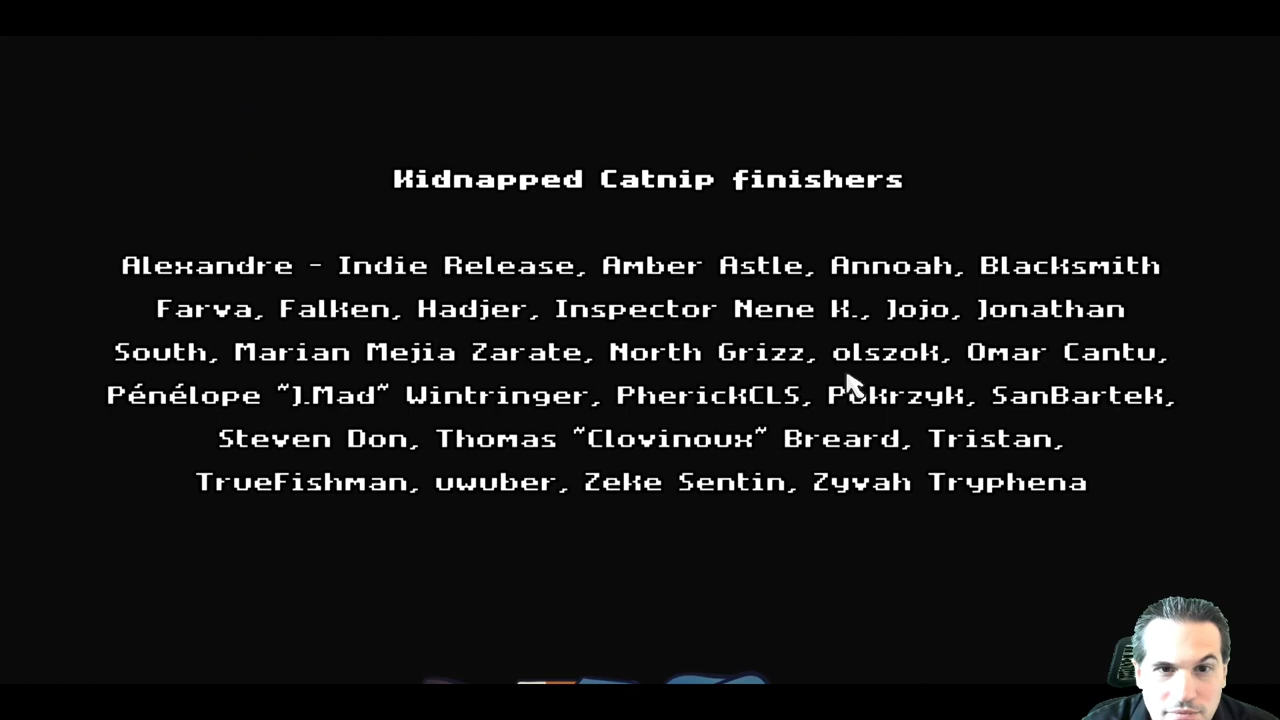 Kidnapped Catnip finishers
Alexandre - Indie Release, Amber Astle, Annoah, Blacksmith
Farva, Falken, Hadjer, Inspector Nene K., Jojo, Jonathan
South, Marian Mejia Zarate, North Grizz, olszok, Omar Cantu,
Pénélope "J.Mad" Wintringer, PherickCLS, Pokrzyk, SanBartek,
Steven Don, Thomas "Clovinoux" Breard, Tristan,
TrueFishman, uwuber, Zeke Sentin, Zyvah Tryphena